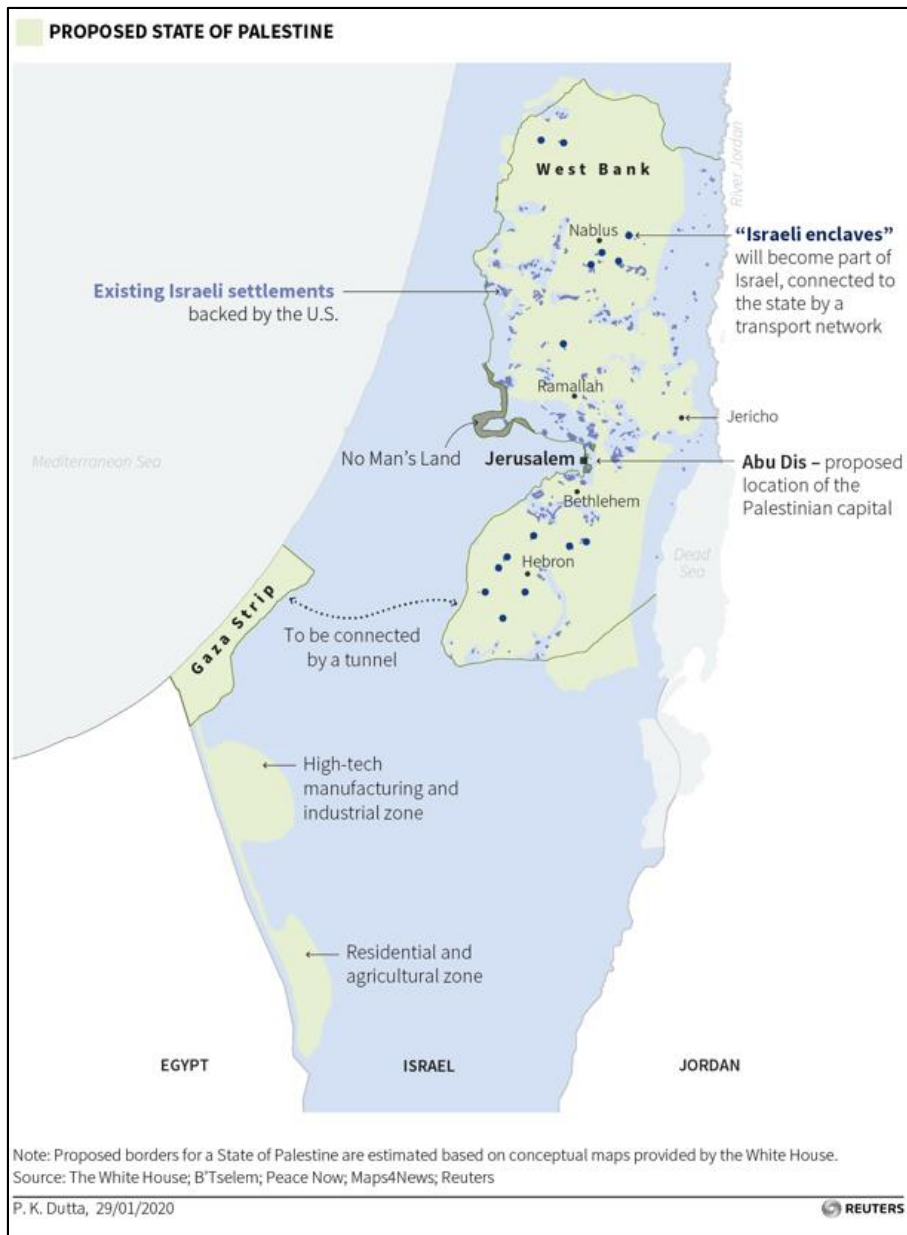 PROPOSED STATE OF PALESTINE
West Bank
River Jordan
Nablus
“Israeli enclaves”
will become part of
Israel, connected to
the state by a
transport network
Existing Israeli settlements
backed by the U.S.
Ramallah
Jericho
No Man’s Land
Jerusalem
Mediterranean Sea
Abu Dis – proposed
location of the
Palestinian capital
Bethlehem
Dead
Sea
Hebron
Gaza Strip
To be connected
by a tunnel
High-tech
manufacturing and
industrial zone
Residential and
agricultural zone
EGYPT
ISRAEL
JORDAN
Note: Proposed borders for a State of Palestine are estimated based on conceptual maps provided by the White House.
Source: The White House; B’Tselem; Peace Now; Maps4News; Reuters
P. K. Dutta, 29/01/2020
REUTERS